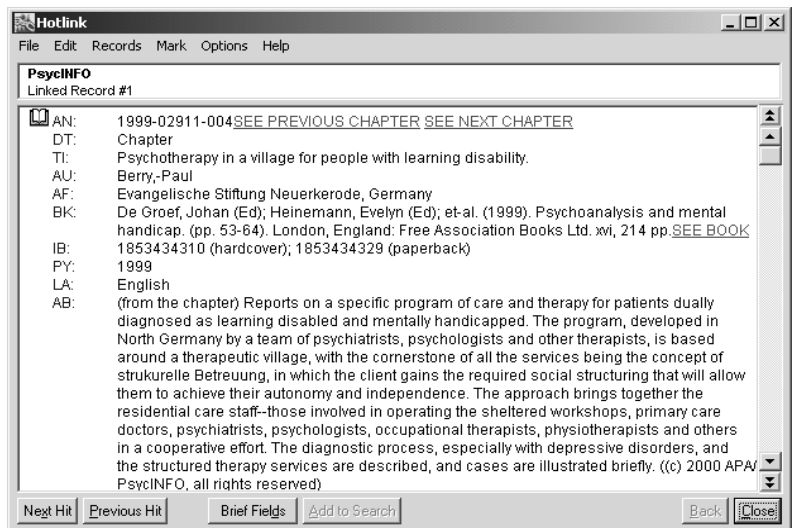 Hotlink
File Edit Records Mark Options Help
PsycINFO
Linked Record #1
AN: 1999-02911-004SEE PREVIOUS CHAPTER SEE NEXT CHAPTER
DT: Chapter
TI: Psychotherapy in a village for people with learning disability.
AU: Berry,-Paul
AF: Evangelische Stiftung Neuerkerode, Germany
BK: De Groef, Johan (Ed); Heinemann, Evelyn (Ed); et-al. (1999). Psychoanalysis and mental
handicap. (pp. 53-64). London, England: Free Association Books Ltd. xvi, 214 pp.SEE BOOK
IB: 1853434310 (hardcover); 1853434329 (paperback)
PY: 1999
LA: English
AB: (from the chapter) Reports on a specific program of care and therapy for patients dually
diagnosed as learning disabled and mentally handicapped. The program, developed in
North Germany by a team of psychiatrists, psychologists and other therapists, is based
around a therapeutic village, with the cornerstone of all the services being the concept of
strukurelle Betreuung, in which the client gains the required social structuring that will allow
them to achieve their autonomy and independence. The approach brings together the
residential care staff--those involved in operating the sheltered workshops, primary care
doctors, psychiatrists, psychologists, occupational therapists, physiotherapists and others
in a cooperative effort. The diagnostic process, especially with depressive disorders, and
the structured therapy services are described, and cases are illustrated briefly. ((c) 2000 APA/
PsycINFO, all rights reserved)
Next Hit Previous Hit Brief Fields Add to Search Back Close